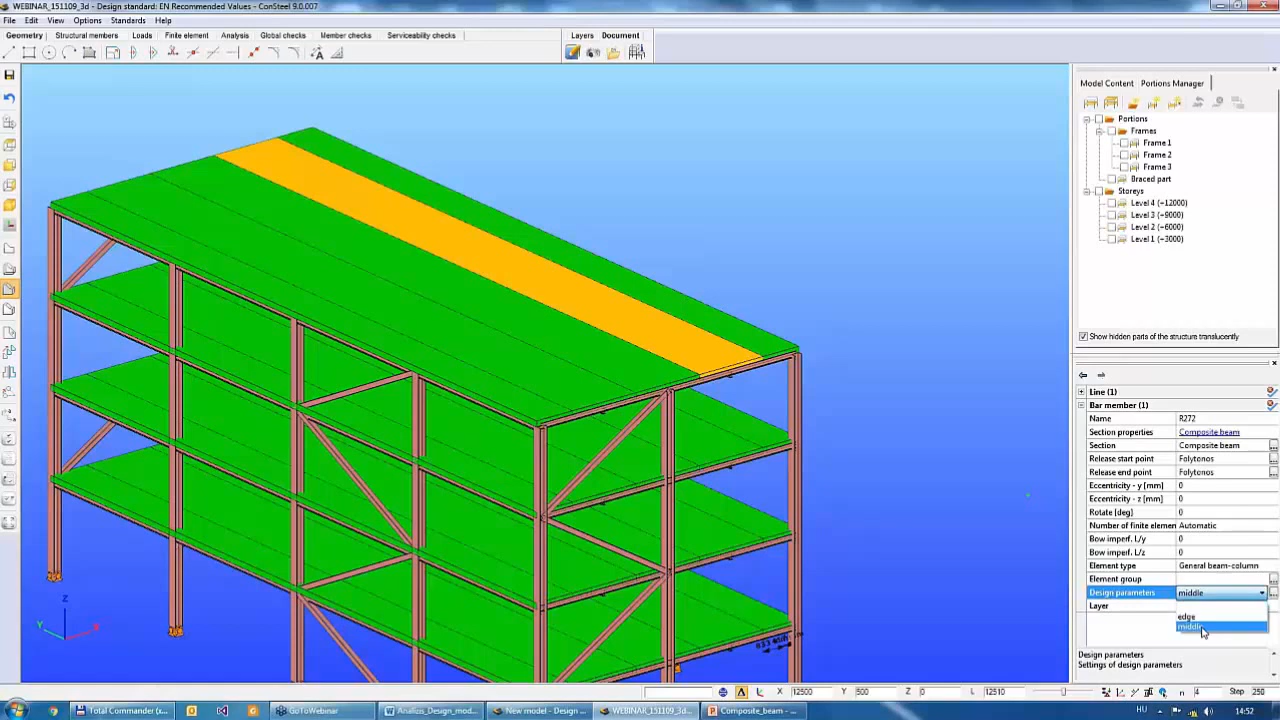 WEBINAR_151109_3d - Design standard: EN Recommended Values - ConSteel 9.0.007
File Edit View Options Standards Help
Geometry Structural members Loads Finite element Analysis Global checks Member checks Serviceability checks Layers Document
Model Content Portions Manager
Portions
Frames
Frame 1
Frame 2
Frame 3
Braced part
Storeys
Level 4 (+12000)
Level 3 (+9000)
Level 2 (+6000)
Level 1 (+3000)
Show hidden parts of the structure translucently
Line (1)
Bar member (1)
Name R272
Section properties Composite beam
Section Composite beam
Release start point Folytonos
Release end point Folytonos
Eccentricity - y [mm] 0
Eccentricity - z [mm] 0
Rotate [deg] 0
Number of finite elemen Automatic
Bow imperf. L/y 0
Bow imperf. L/z 0
Element type General beam-column
Element group
Design parameters middle
Layer
edge
middle
Design parameters
Settings of design parameters
Z
Y
X
X 12500 Y 500 Z 0 L 12510 n 4 Step 250
Total Commander (x... GoToWebinar Analizis_Design_mod... New model - Design ... WEBINAR_151109_3d... Composite_beam - ... HU 14:52